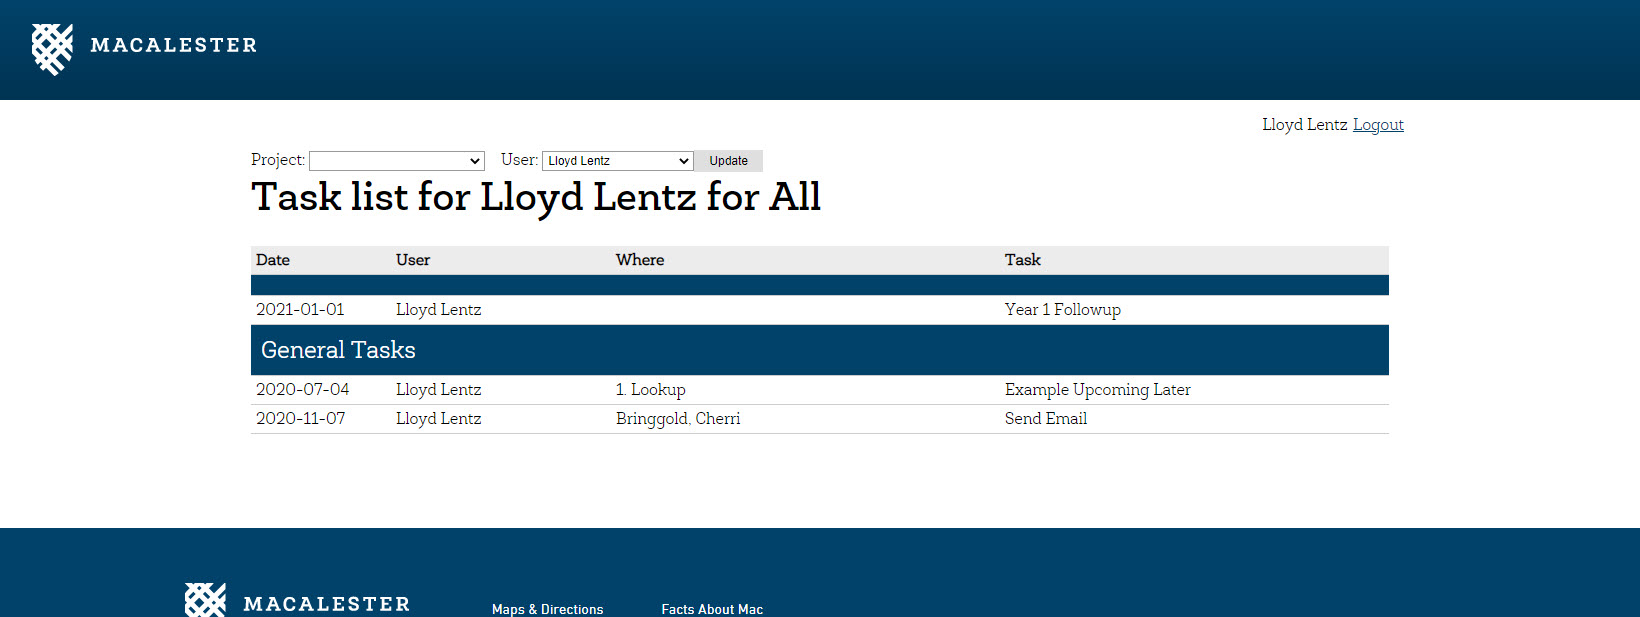 MACALESTER
Lloyd Lentz Logout
Project: User: Lloyd Lentz Update
Task list for Lloyd Lentz for All
Date User Where Task
2021-01-01 Lloyd Lentz Year 1 Followup
General Tasks
2020-07-04 Lloyd Lentz 1. Lookup Example Upcoming Later
2020-11-07 Lloyd Lentz Bringgold, Cherri Send Email
MACALESTER Maps & Directions Facts About Mac